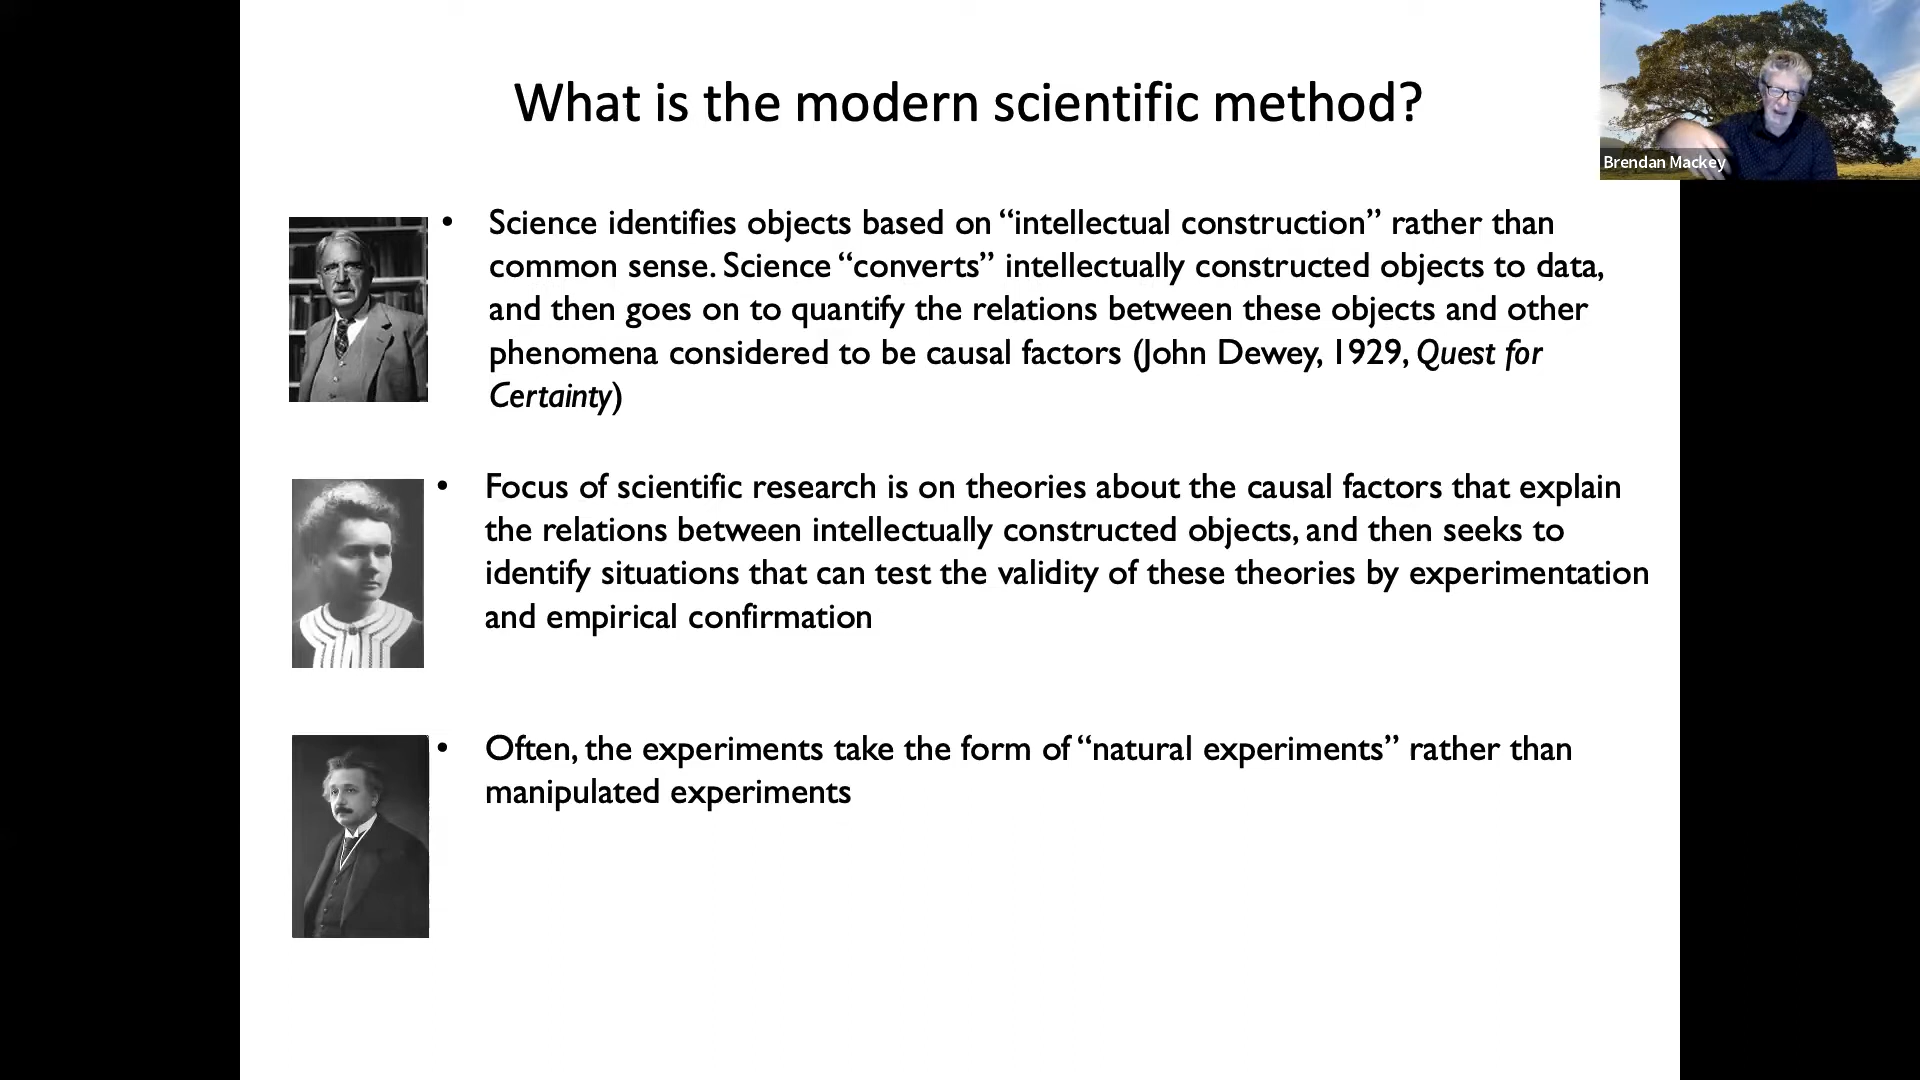 What is the modern scientific method?
Brendan Mackey
• Science identifies objects based on “intellectual construction” rather than
common sense. Science “converts” intellectually constructed objects to data,
and then goes on to quantify the relations between these objects and other
phenomena considered to be causal factors (John Dewey, 1929, Quest for
Certainty)
• Focus of scientific research is on theories about the causal factors that explain
the relations between intellectually constructed objects, and then seeks to
identify situations that can test the validity of these theories by experimentation
and empirical confirmation
• Often, the experiments take the form of “natural experiments” rather than
manipulated experiments